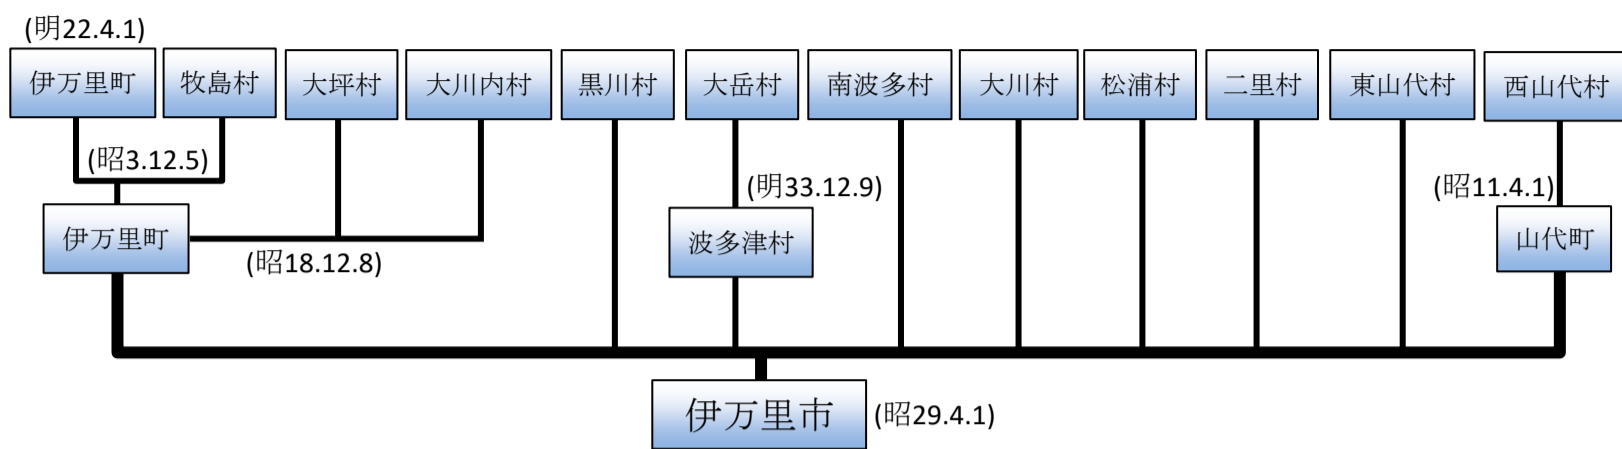 (明22.4.1)
伊万里町
牧島村
大坪村
大川内村
黒川村
大岳村
南波多村
大川村
松浦村
二里村
東山代村
西山代村
(昭3.12.5)
(明33.12.9)
(昭11.4.1)
伊万里町
(昭18.12.8)
波多津村
山代町
伊万里市
(昭29.4.1)